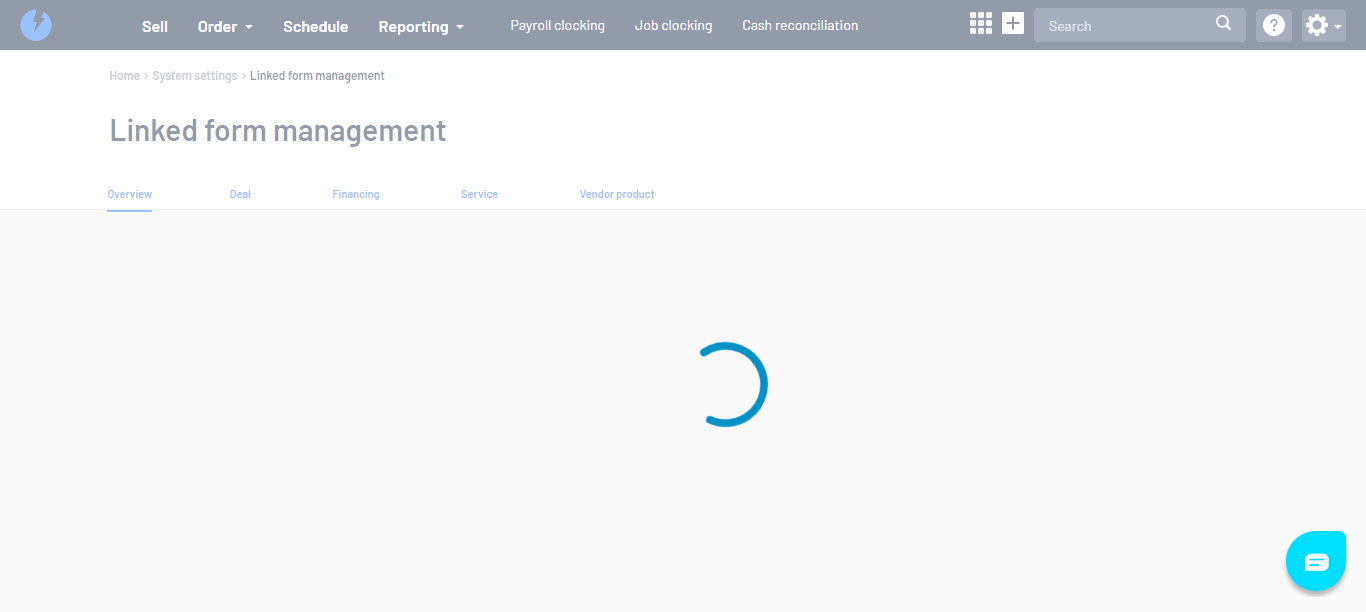 Sell Order Schedule Reporting Payroll clocking Job clocking Cash reconciliation Search ?
Home › System settings › Linked form management
Linked form management
Overview Deal Financing Service Vendor product